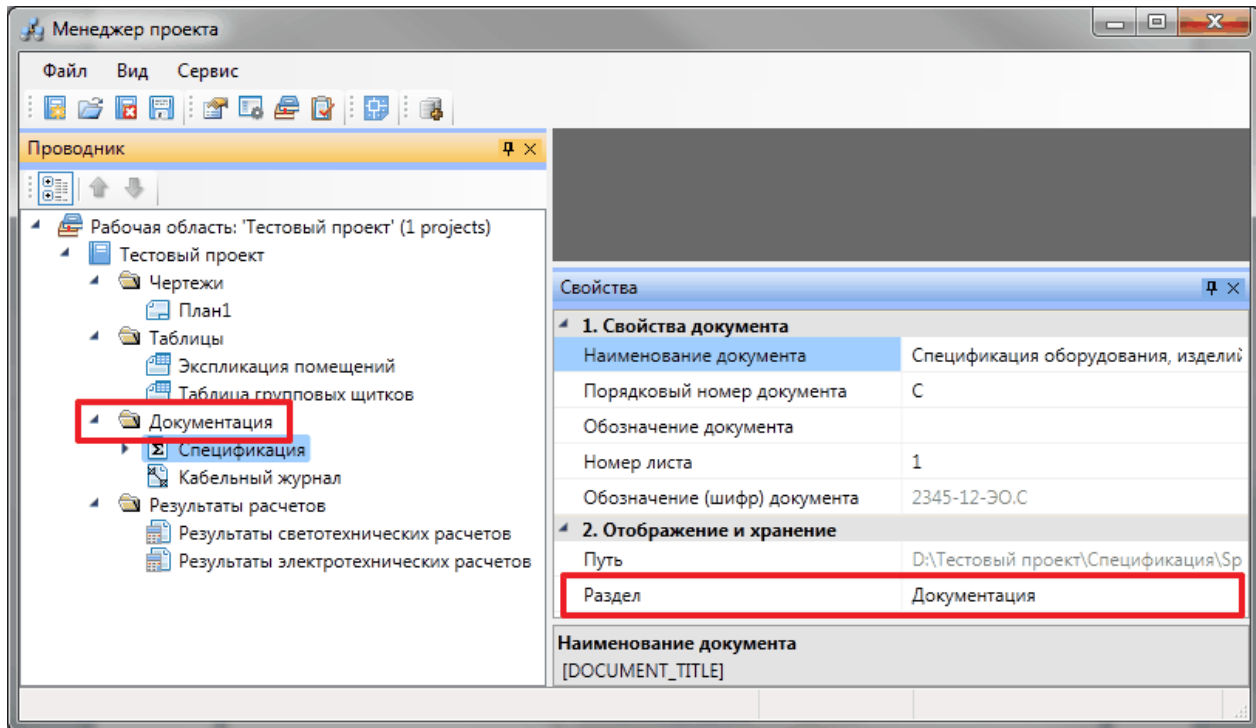 Менеджер проекта
Файл Вид Сервис
Проводник
Рабочая область: 'Тестовый проект' (1 projects)
Тестовый проект
Чертежи
План1
Таблицы
Экспликация помещений
Таблица групповых щитков
Документация
Спецификация
Кабельный журнал
Результаты расчетов
Результаты светотехнических расчетов
Результаты электротехнических расчетов
Свойства
1. Свойства документа
Наименование документа Спецификация оборудования, изделий
Порядковый номер документа С
Обозначение документа
Номер листа 1
Обозначение (шифр) документа 2345-12-ЭО.С
2. Отображение и хранение
Путь D:\Тестовый проект\Спецификация\Sp
Раздел Документация
Наименование документа
[DOCUMENT_TITLE]